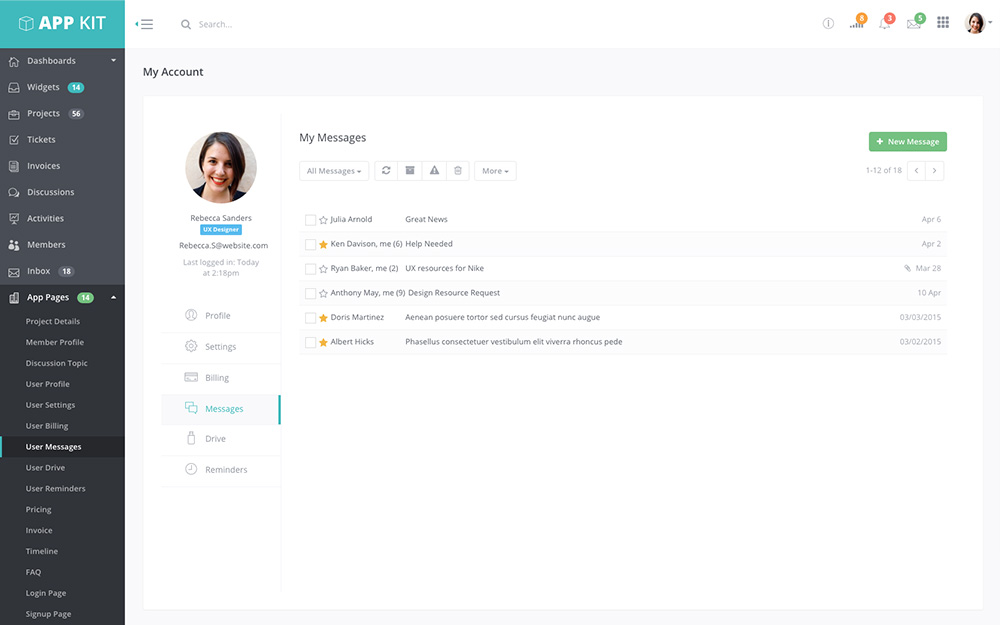 APP KIT
Search...
8
3
5
Dashboards
Widgets 14
Projects 56
Tickets
Invoices
Discussions
Activities
Members
Inbox 18
App Pages 14
Project Details
Member Profile
Discussion Topic
User Profile
User Settings
User Billing
User Messages
User Drive
User Reminders
Pricing
Invoice
Timeline
FAQ
Login Page
Signup Page
My Account
Rebecca Sanders
UX Designer
Rebecca.S@website.com
Last logged in: Today
at 2:18pm
Profile
Settings
Billing
Messages
Drive
Reminders
My Messages
New Message
All Messages
More
1-12 of 18
Julia Arnold Great News Apr 6
Ken Davison, me (6) Help Needed Apr 2
Ryan Baker, me (2) UX resources for Nike Mar 28
Anthony May, me (9) Design Resource Request 10 Apr
Doris Martinez Aenean posuere tortor sed cursus feugiat nunc augue 03/03/2015
Albert Hicks Phasellus consectetuer vestibulum elit viverra rhoncus pede 03/02/2015